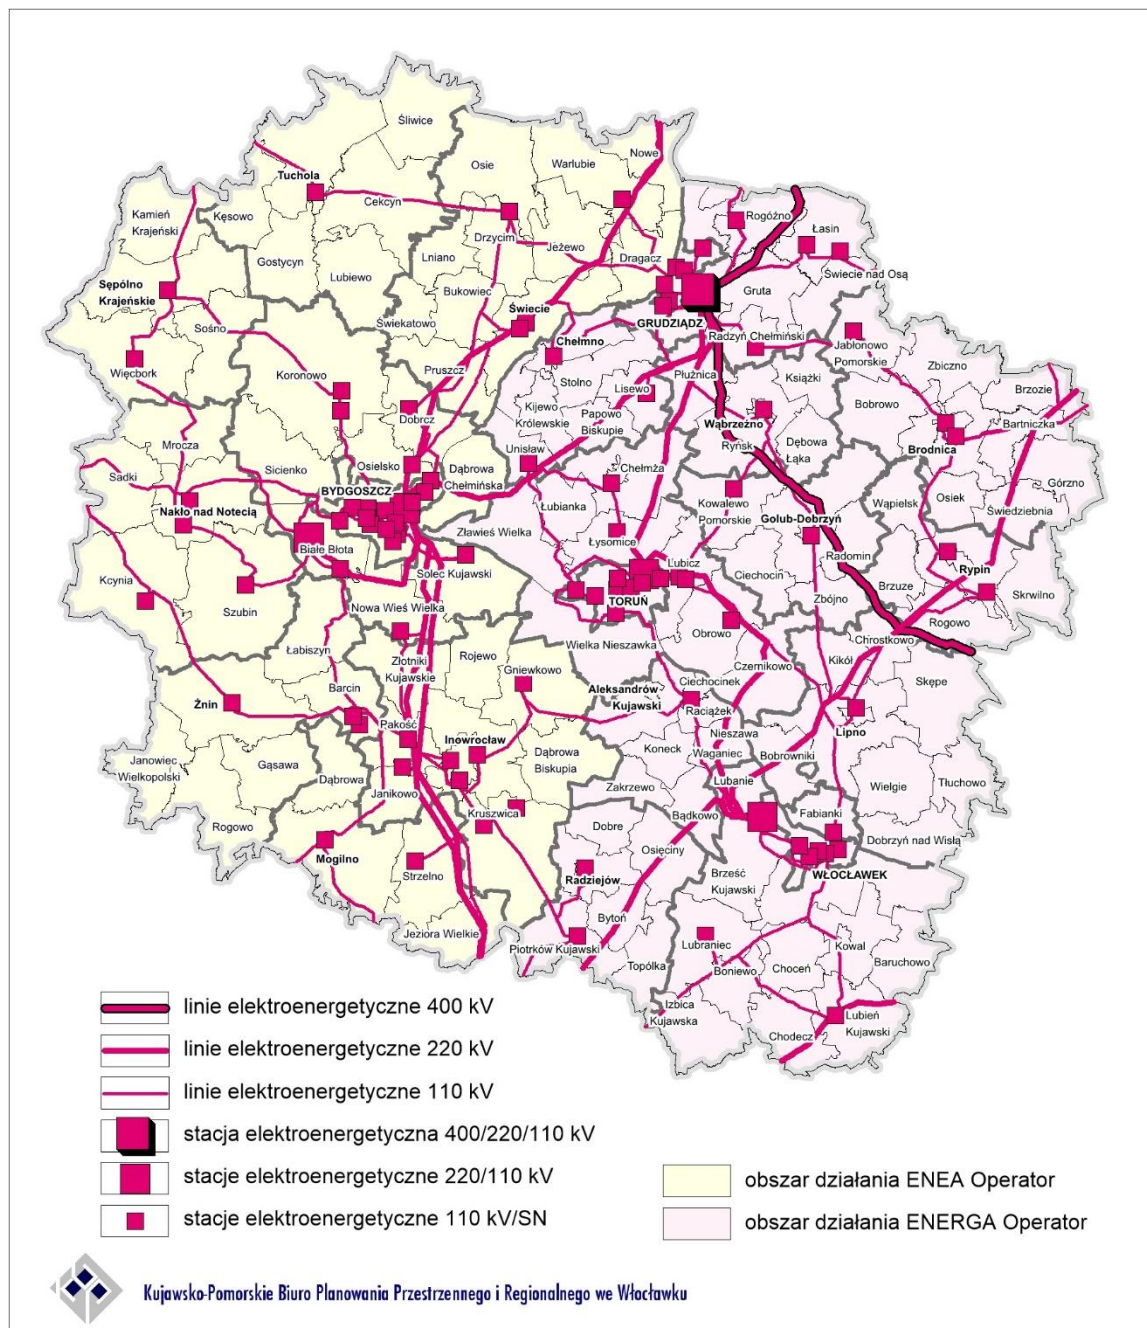 Śliwice
Osie
Warlubie
Nowe
Tuchola
Cekcyn
Kamień
Krajeński
Kęsowo
Rogóźno
Łasin
Drzycim
Jeżewo
Dragacz
Gostycyn
Lubiewo
Lniano
Świecie nad Osą
Sępólno
Krajeńskie
Bukowiec
Gruta
Sośno
Świekatowo
Świecie
GRUDZIĄDZ
Chełmno
Radzyń Chełmiński
Jabłonowo
Pomorskie
Więcbork
Koronowo
Pruszcz
Stolno
Lisewo
Płużnica
Książki
Zbiczno
Brzozie
Bobrowo
Dobrcz
Kijewo
Królewskie
Papowo
Biskupie
Wąbrzeźno
Bartniczka
Mrocza
Ryńsk
Dębowa
Łąka
Brodnica
Sicienko
Osielsko
Unisław
Dąbrowa
Chełmińska
Chełmża
Sadki
BYDGOSZCZ
Górzno
Nakło nad Notecią
Łubianka
Kowalewo
Pomorskie
Wąpielsk
Osiek
Świedziebnia
Golub-Dobrzyń
Zławieś Wielka
Łysomice
Białe Błota
Radomin
Solec Kujawski
Lubicz
Ciechocin
Rypin
Kcynia
Szubin
TORUŃ
Zbójno
Brzuze
Skrwilno
Nowa Wieś Wielka
Obrowo
Rogowo
Łabiszyn
Rojewo
Wielka Nieszawka
Chrostkowo
Złotniki
Kujawskie
Gniewkowo
Czernikowo
Kikół
Skępe
Barcin
Żnin
Aleksandrów
Kujawski
Ciechocinek
Raciążek
Pakość
Inowrocław
Nieszawa
Waganiec
Lipno
Janowiec
Wielkopolski
Gąsawa
Dąbrowa
Dąbrowa
Biskupia
Koneck
Bobrowniki
Janikowo
Zakrzewo
Lubanie
Wielgie
Tłuchowo
Kruszwica
Bądkowo
Fabianki
Rogowo
Dobre
Dobrzyń nad Wisłą
Mogilno
Osięciny
Strzelno
Radziejów
Brześć
Kujawski
WŁOCŁAWEK
Bytoń
Jeziora Wielkie
Piotrków Kujawski
Lubraniec
Kowal
Topólka
Boniewo
Choceń
Baruchowo
Izbica
Kujawska
Chodecz
Lubień
Kujawski
linie elektroenergetyczne 400 kV
linie elektroenergetyczne 220 kV
linie elektroenergetyczne 110 kV
stacja elektroenergetyczna 400/220/110 kV
stacje elektroenergetyczne 220/110 kV
stacje elektroenergetyczne 110 kV/SN
obszar działania ENEA Operator
obszar działania ENERGA Operator
Kujawsko-Pomorskie Biuro Planowania Przestrzennego i Regionalnego we Włocławku